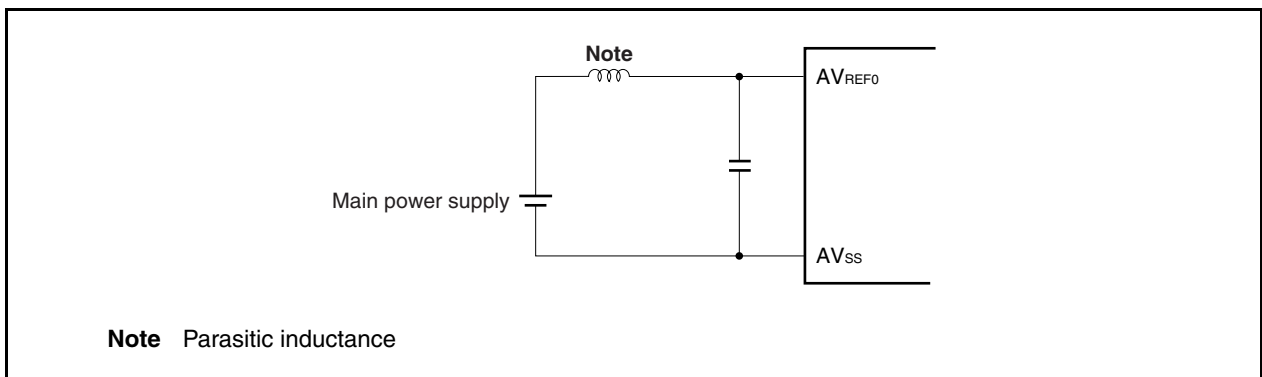 Note
AVREF0
Main power supply
AVSS
Note Parasitic inductance